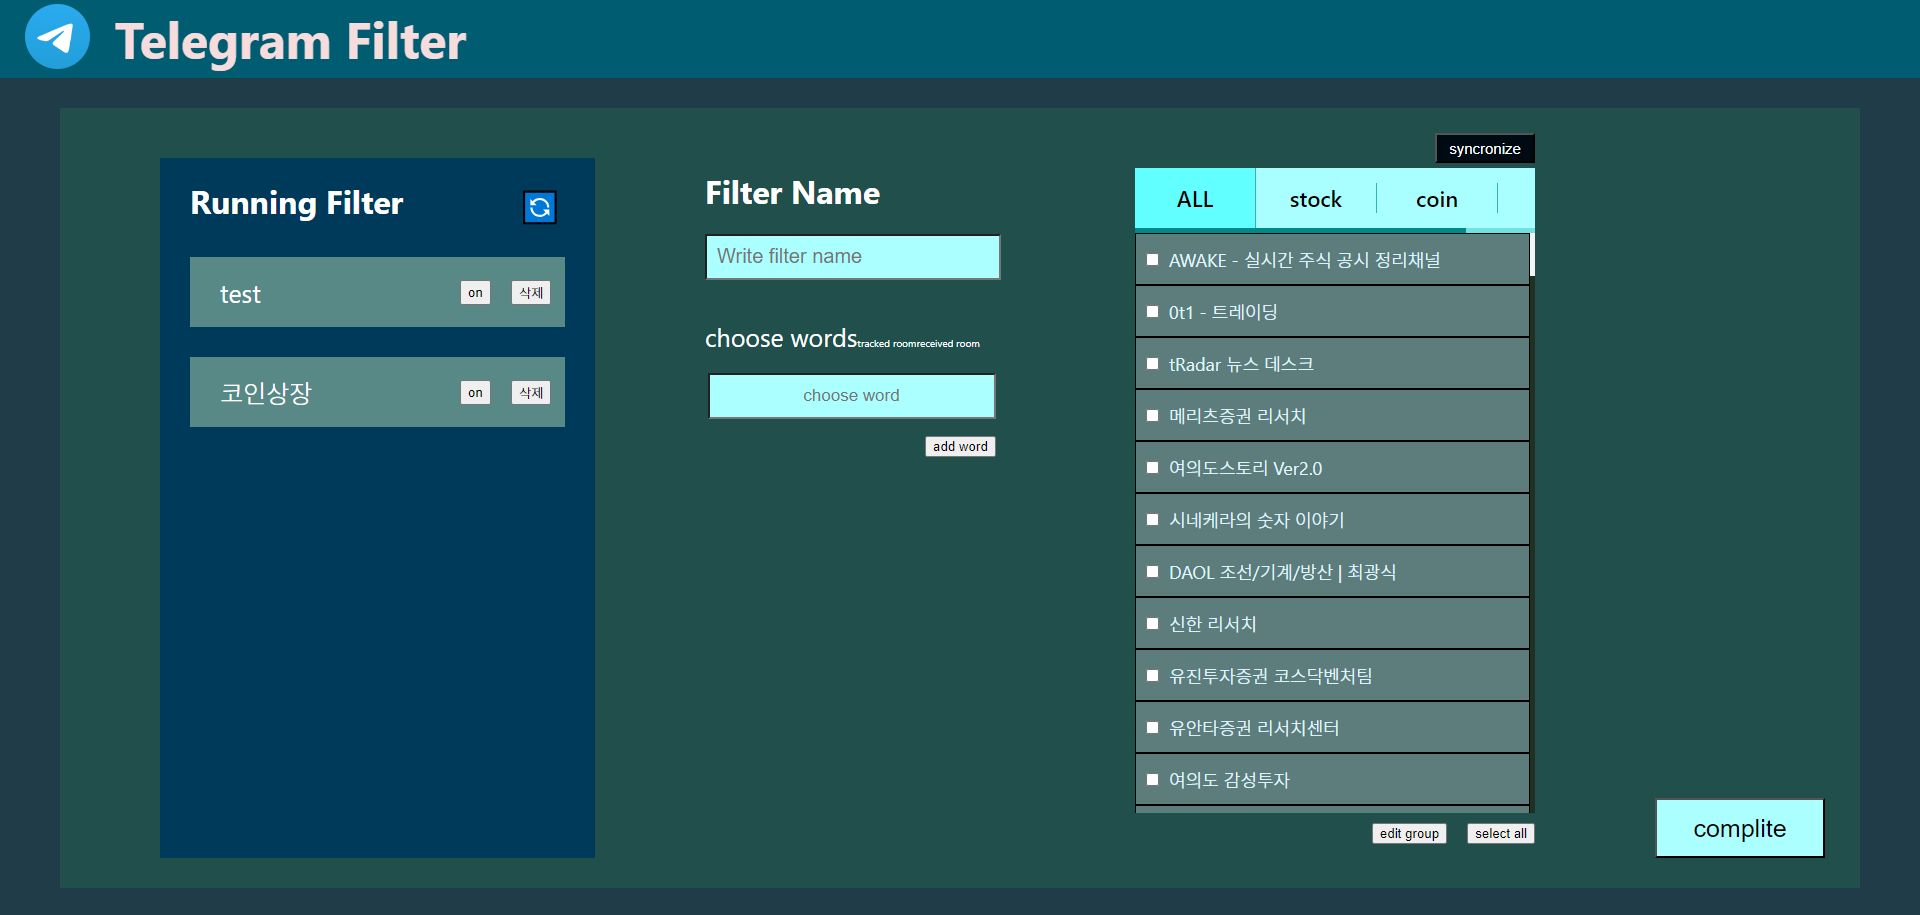 Telegram Filter
Running Filter
test
on
삭제
코인상장
on
삭제
Filter Name
Write filter name
choose wordstracked roomreceived room
choose word
add word
syncronize
ALL
stock
coin
AWAKE - 실시간 주식 공시 정리채널
0t1 - 트레이딩
tRadar 뉴스 데스크
메리츠증권 리서치
여의도스토리 Ver2.0
시네케라의 숫자 이야기
DAOL 조선/기계/방산 | 최광식
신한 리서치
유진투자증권 코스닥벤처팀
유안타증권 리서치센터
여의도 감성투자
edit group
select all
complite